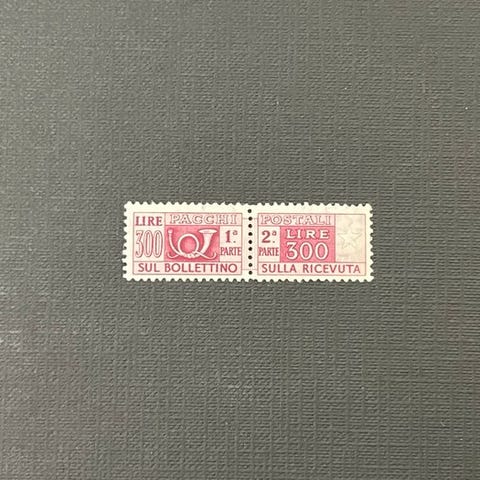 LIRE PACCHI
300 1ª PARTE
SUL BOLLETTINO
POSTALI
2ª PARTE LIRE 300
SULLA RICEVUTA